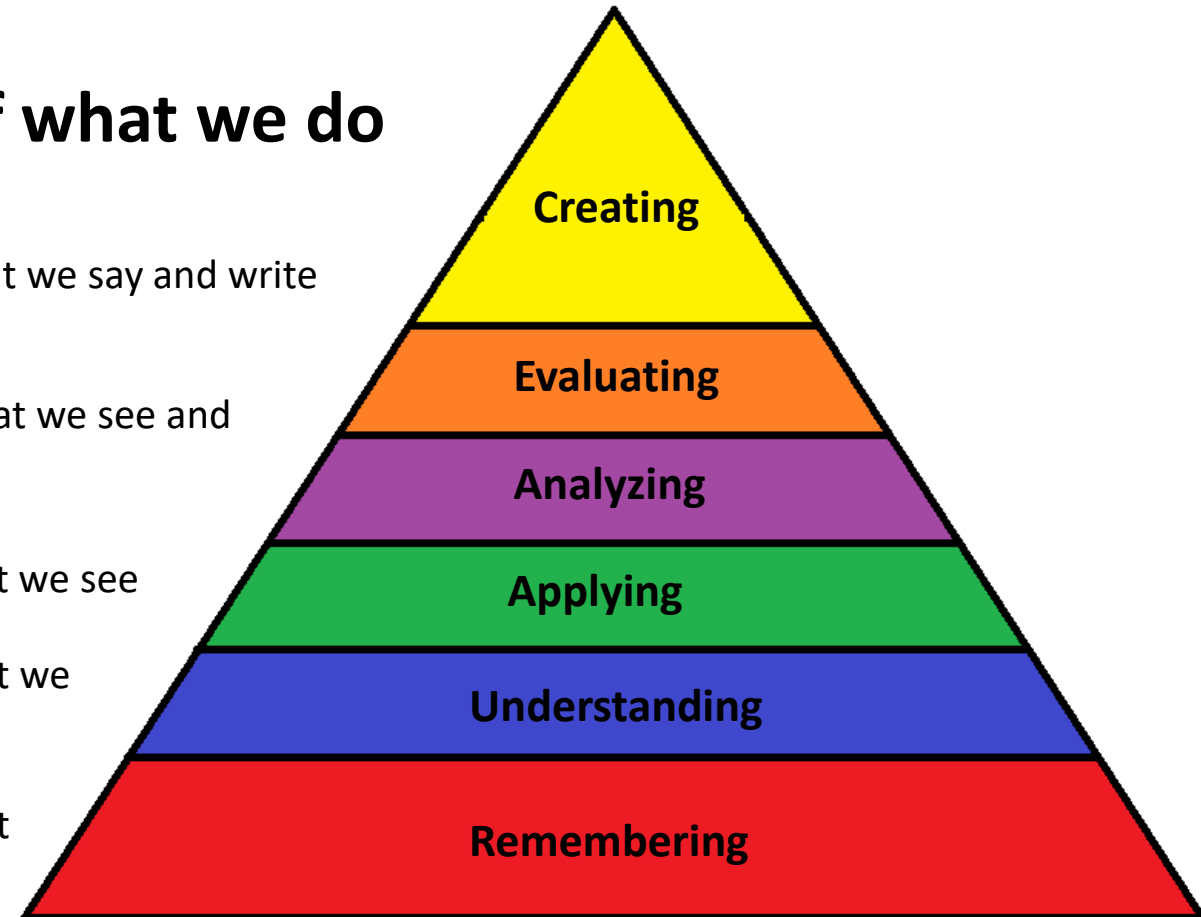 f what we do
Creating
t we say and write
Evaluating
at we see and
Analyzing
t we see
Applying
t we
Understanding
t
Remembering